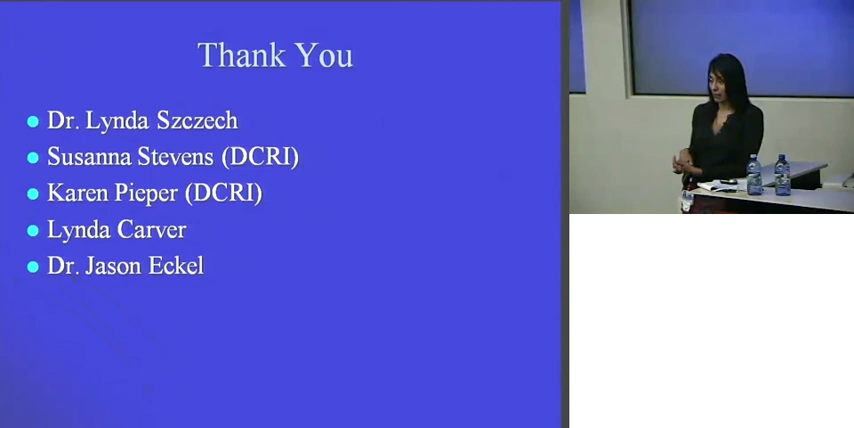 Thank You
Dr. Lynda Szczech
Susanna Stevens (DCRI)
Karen Pieper (DCRI)
Lynda Carver
Dr. Jason Eckel